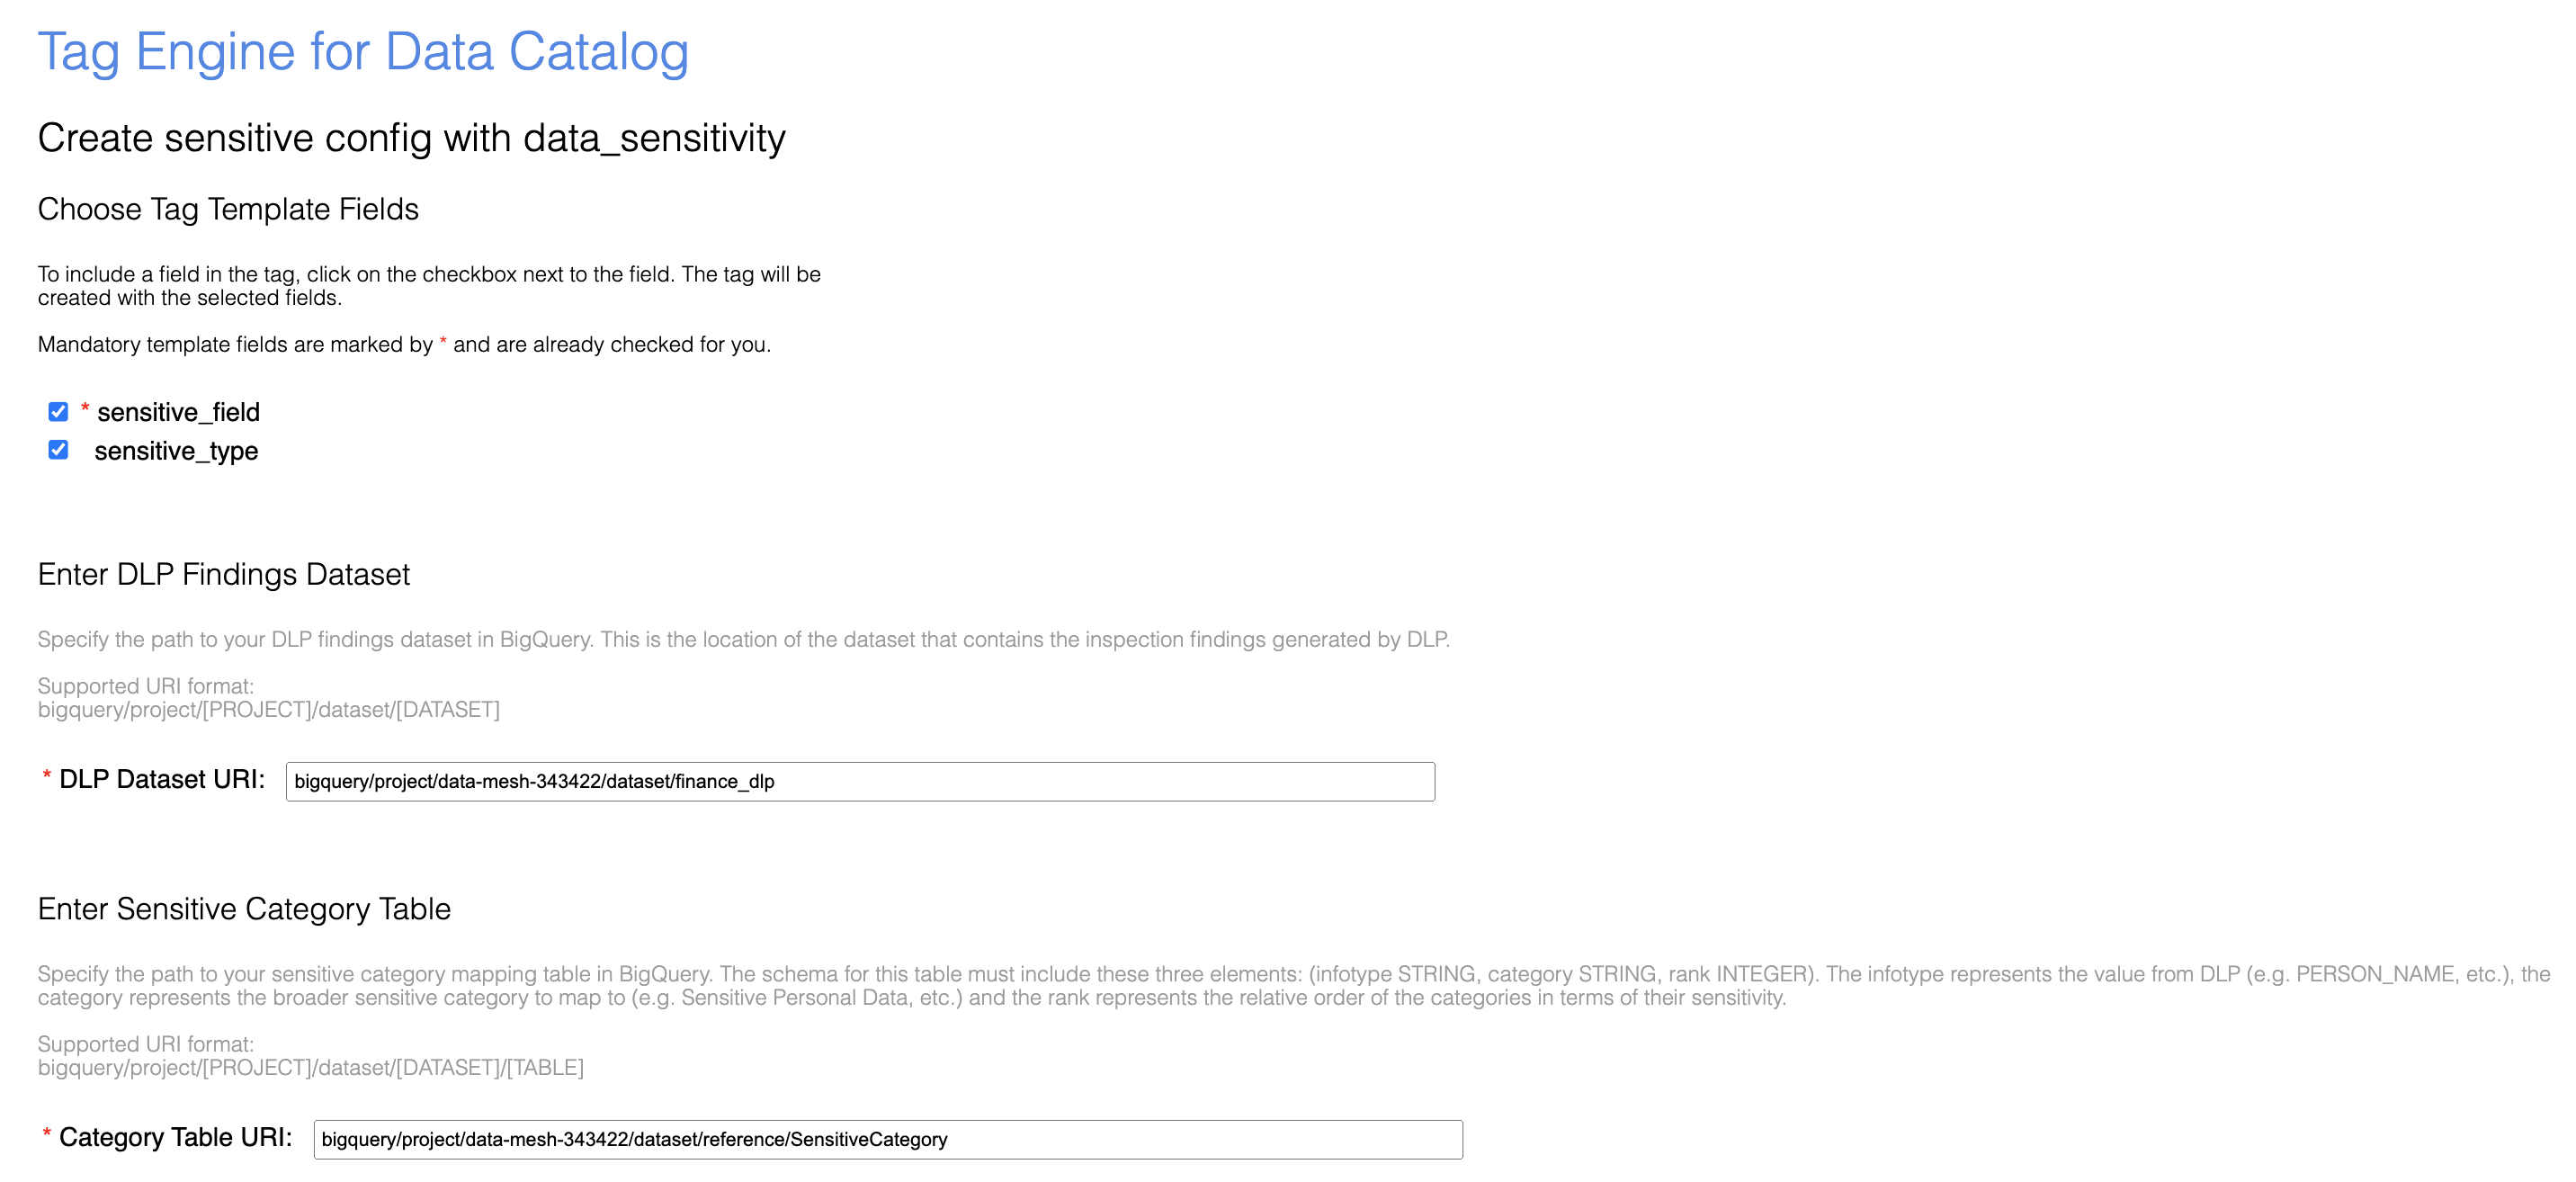 Tag Engine for Data Catalog
Create sensitive config with data_sensitivity
Choose Tag Template Fields
To include a field in the tag, click on the checkbox next to the field. The tag will be
created with the selected fields.
Mandatory template fields are marked by * and are already checked for you.
* sensitive_field
sensitive_type
Enter DLP Findings Dataset
Specify the path to your DLP findings dataset in BigQuery. This is the location of the dataset that contains the inspection findings generated by DLP.
Supported URI format:
bigquery/project/[PROJECT]/dataset/[DATASET]
* DLP Dataset URI: bigquery/project/data-mesh-343422/dataset/finance_dlp
Enter Sensitive Category Table
Specify the path to your sensitive category mapping table in BigQuery. The schema for this table must include these three elements: (infotype STRING, category STRING, rank INTEGER). The infotype represents the value from DLP (e.g. PERSON_NAME, etc.), the
category represents the broader sensitive category to map to (e.g. Sensitive Personal Data, etc.) and the rank represents the relative order of the categories in terms of their sensitivity.
Supported URI format:
bigquery/project/[PROJECT]/dataset/[DATASET]/[TABLE]
* Category Table URI: bigquery/project/data-mesh-343422/dataset/reference/SensitiveCategory